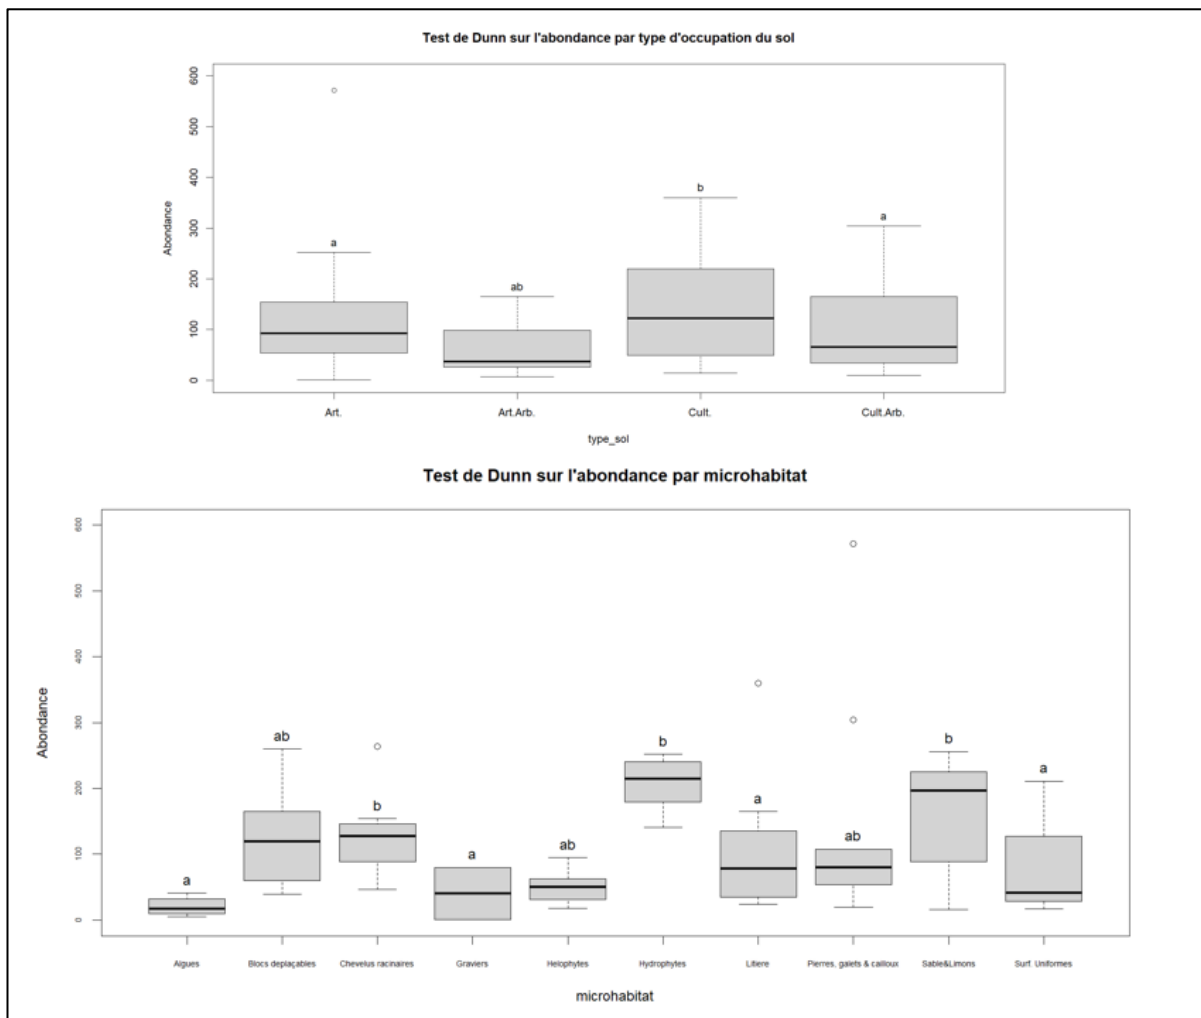 Test de Dunn sur l'abondance par type d'occupation du sol
600
500
400
300
200
100
0
Abondance
a
ab
b
a
Art.
Art.Arb.
Cult.
Cult.Arb.
type_sol
Test de Dunn sur l'abondance par microhabitat
600
500
400
300
200
100
0
Abondance
a
ab
b
a
ab
b
a
ab
b
a
Algues
Blocs deplaçables
Chevelus racinaires
Graviers
Helophytes
Hydrophytes
Litiere
Pierres, galets & cailloux
Sable&Limons
Surf. Uniformes
microhabitat